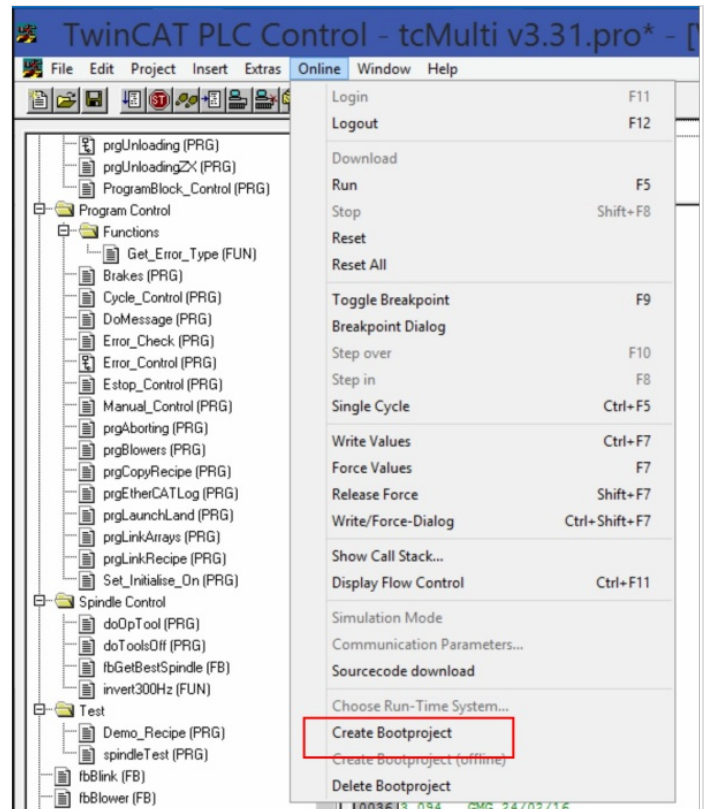 TwinCAT PLC Control - tcMulti v3.31.pro* - [
File Edit Project Insert Extras Online Window Help
prgUnloading (PRG)
prgUnloadingZX (PRG)
ProgramBlock_Control (PRG)
Program Control
Functions
Get_Error_Type (FUN)
Brakes (PRG)
Cycle_Control (PRG)
DoMessage (PRG)
Error_Check (PRG)
Error_Control (PRG)
Estop_Control (PRG)
Manual_Control (PRG)
prgAborting (PRG)
prgBlowers (PRG)
prgCopyRecipe (PRG)
prgEtherCATLog (PRG)
prgLaunchLand (PRG)
prgLinkArrays (PRG)
prgLinkRecipe (PRG)
Set_Initialise_On (PRG)
Spindle Control
doOpTool (PRG)
doToolsOff (PRG)
fbGetBestSpindle (FB)
invert300Hz (FUN)
Test
Demo_Recipe (PRG)
spindleTest (PRG)
fbBlink (FB)
fbBlower (FB)
Login F11
Logout F12
Download
Run F5
Stop Shift+F8
Reset
Reset All
Toggle Breakpoint F9
Breakpoint Dialog
Step over F10
Step in F8
Single Cycle Ctrl+F5
Write Values Ctrl+F7
Force Values F7
Release Force Shift+F7
Write/Force-Dialog Ctrl+Shift+F7
Show Call Stack...
Display Flow Control Ctrl+F11
Simulation Mode
Communication Parameters...
Sourcecode download
Choose Run-Time System...
Create Bootproject
Create Bootproject (offline)
Delete Bootproject
0036 3.094 GMG 24/02/16